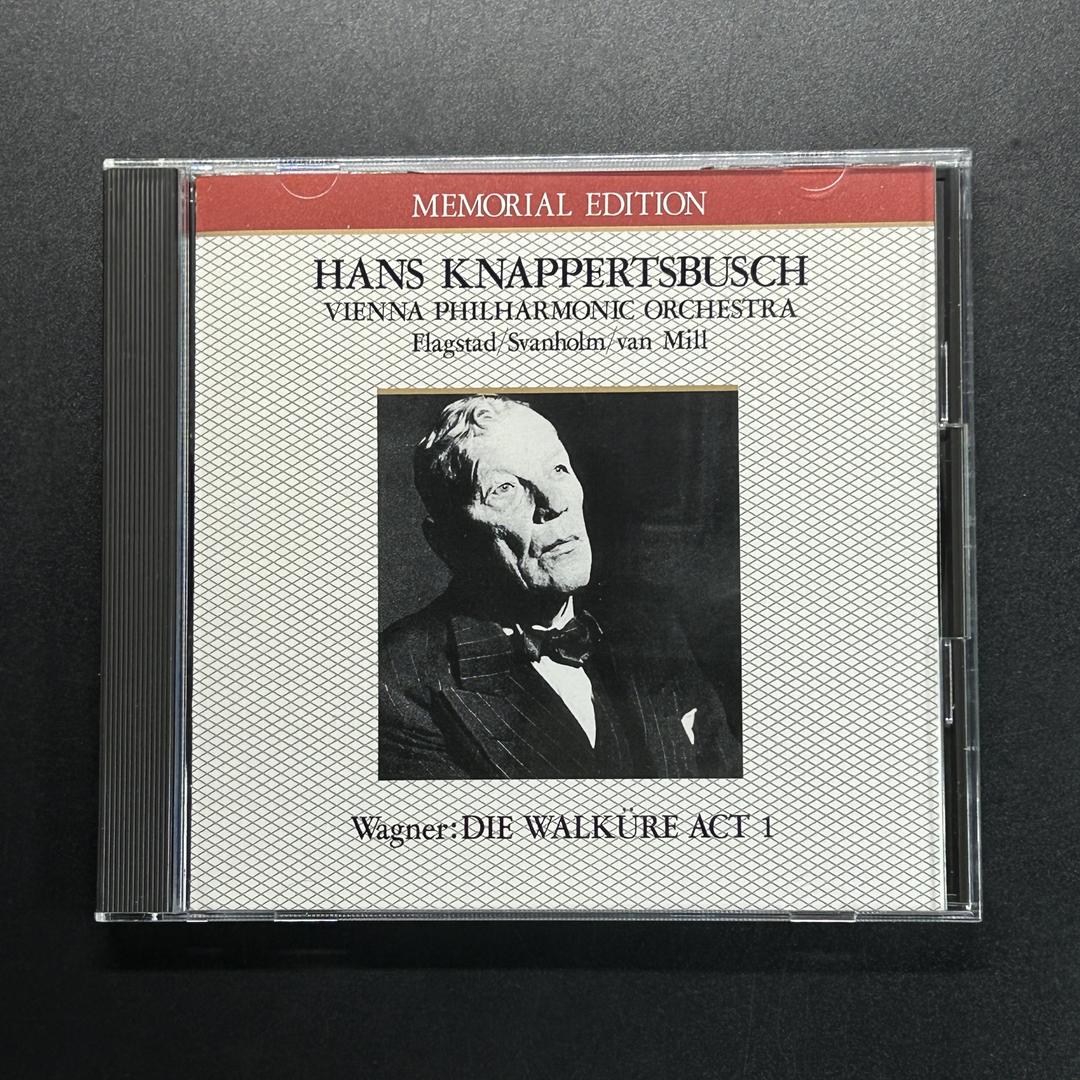 MEMORIAL EDITION
HANS KNAPPERTSBUSCH
VIENNA PHILHARMONIC ORCHESTRA
Flagstad/Svanholm/van Mill
Wagner:DIE WALKÜRE ACT 1